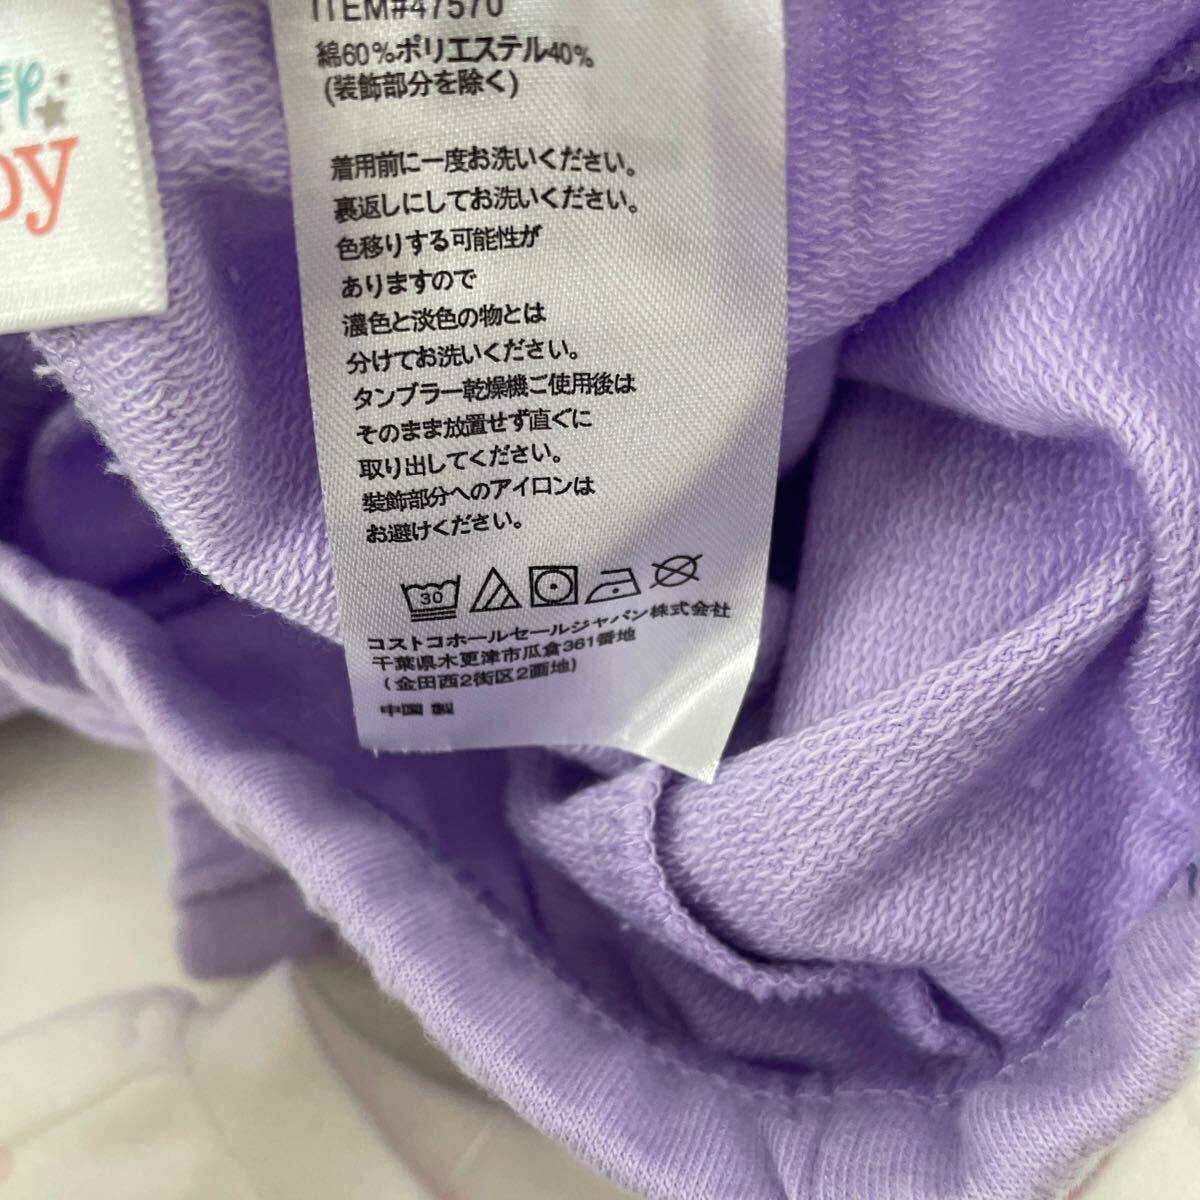 ITEM#47570
綿60%ポリエステル40%
(装飾部分を除く)
着用前に一度お洗いください。
裏返しにしてお洗いください。
色移りする可能性が
ありますので
濃色と淡色の物とは
分けてお洗いください。
タンブラー乾燥機ご使用後は
そのまま放置せず直ぐに
取り出してください。
装飾部分へのアイロンは
お避けください。
30
コストコホールセールジャパン株式会社
千葉県木更津市瓜倉361番地
(金田西2街区2画地)
中国 製